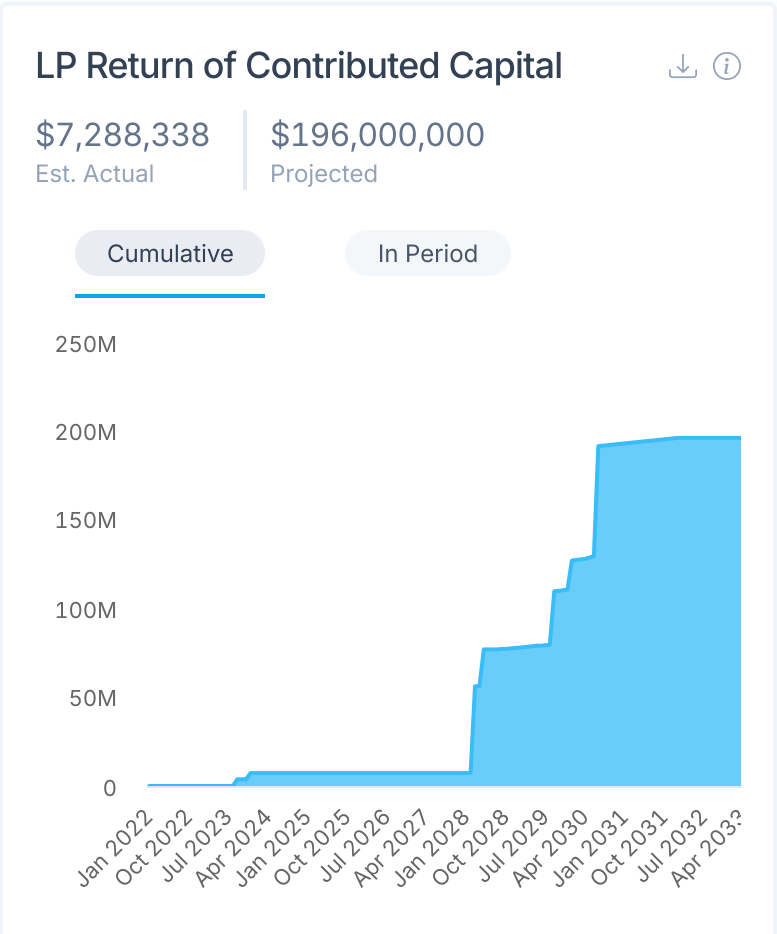 LP Return of Contributed Capital
$7,288,338
Est. Actual
$196,000,000
Projected
Cumulative
In Period
250M
200M
150M
100M
50M
0
Jan 2022
Oct 2022
Jul 2023
Apr 2024
Jan 2025
Oct 2025
Jul 2026
Apr 2027
Jan 2028
Oct 2028
Jul 2029
Apr 2030
Jan 2031
Oct 2031
Jul 2032
Apr 2033